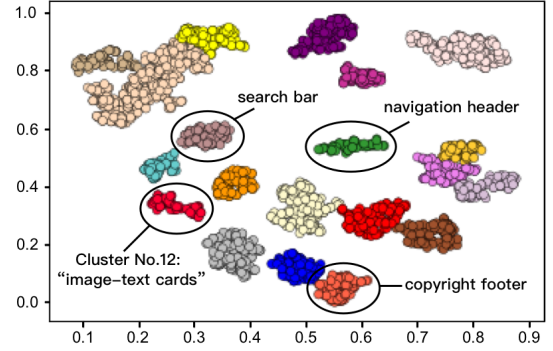 1.0
0.8
0.6
0.4
0.2
0.0
search bar
navigation header
Cluster No.12:
“image-text cards”
copyright footer
0.1 0.2 0.3 0.4 0.5 0.6 0.7 0.8 0.9